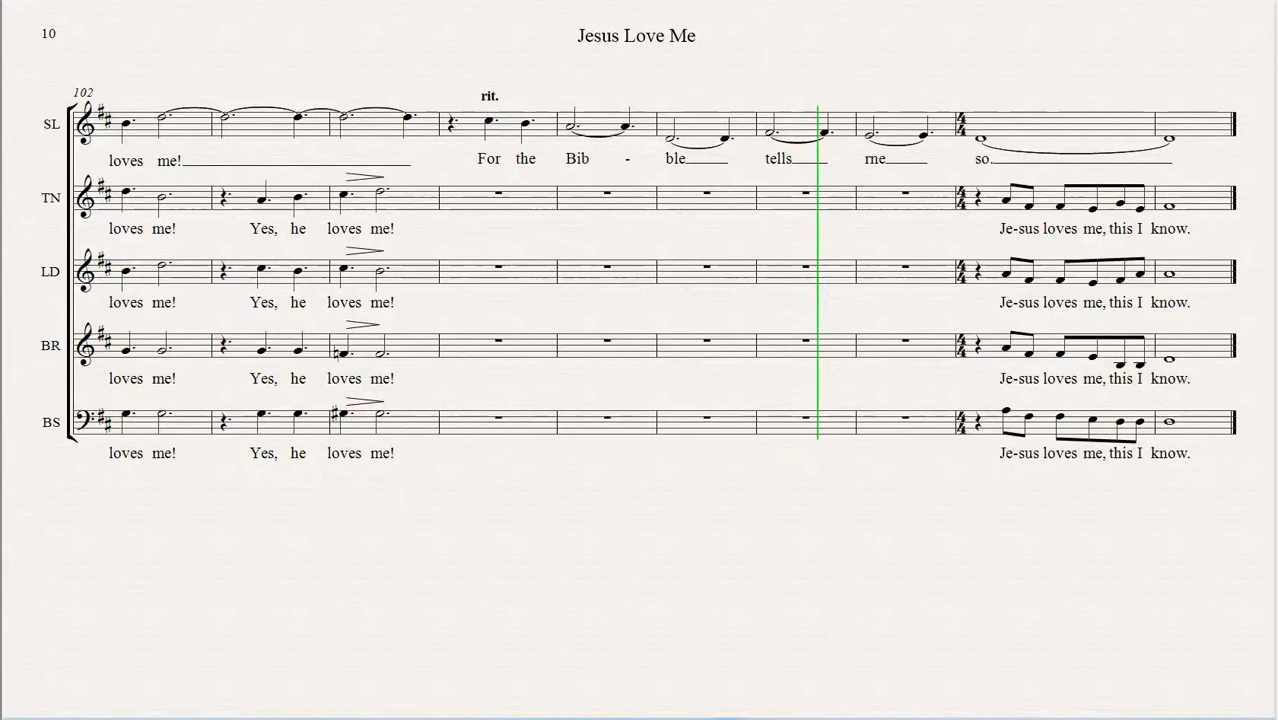 10
Jesus Love Me
102
rit.
SL
loves me! For the Bib - ble tells me so.
TN
loves me! Yes, he loves me! Je-sus loves me, this I know.
LD
loves me! Yes, he loves me! Je-sus loves me, this I know.
BR
loves me! Yes, he loves me! Je-sus loves me, this I know.
BS
loves me! Yes, he loves me! Je-sus loves me, this I know.